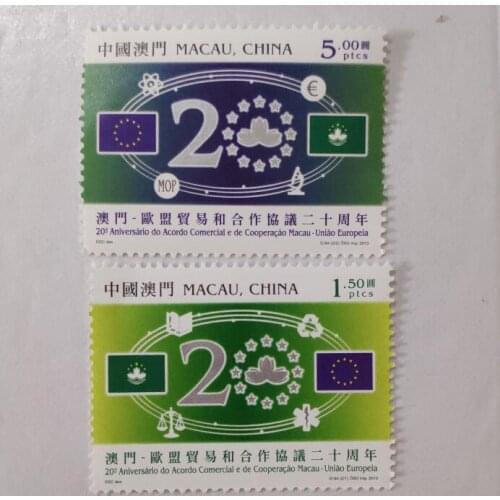 中國澳門 MACAU, CHINA 5.00圓
ptcs
20
€
MOP
澳門 - 歐盟貿易和合作協議二十周年
20º Aniversário do Acordo Comercial e de Cooperação Macau - União Europeia
中國澳門 MACAU, CHINA 1.50圓
ptcs
20
澳門 - 歐盟貿易和合作協議二十周年
20º Aniversário do Acordo Comercial e de Cooperação Macau - União Europeia